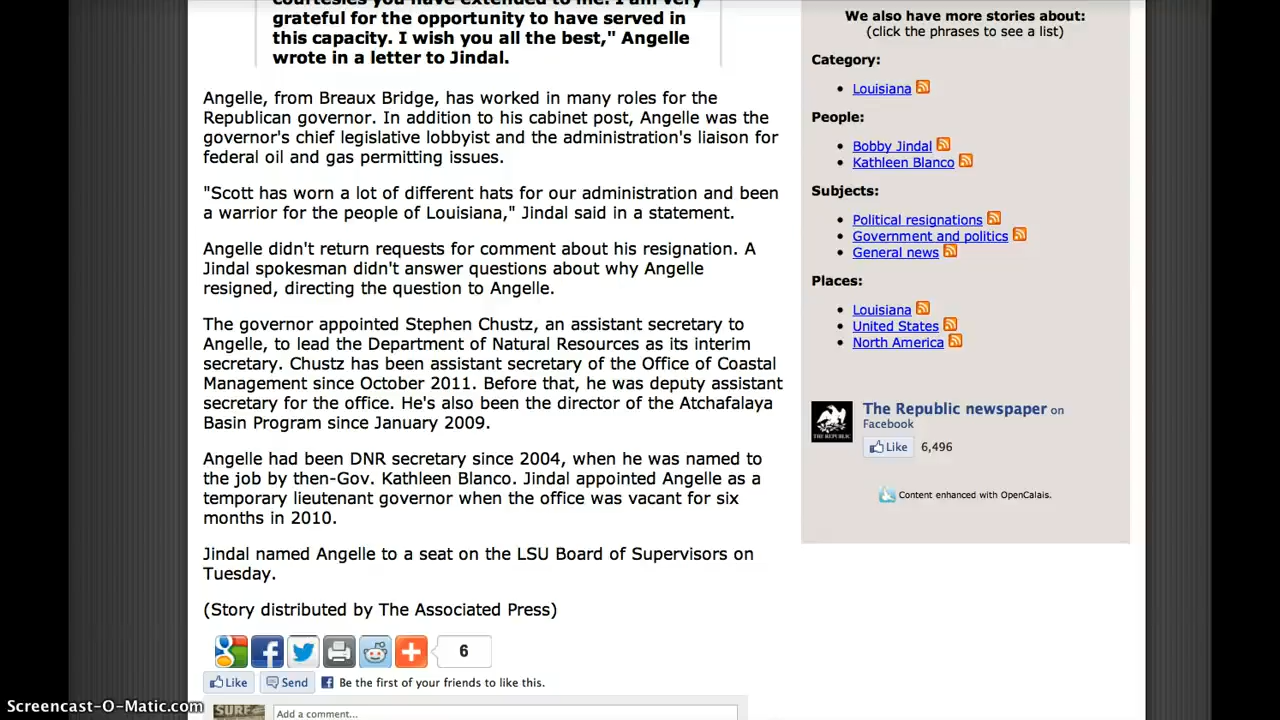 courtesies you have extended to me. I am very
grateful for the opportunity to have served in
this capacity. I wish you all the best," Angelle
wrote in a letter to Jindal.
Angelle, from Breaux Bridge, has worked in many roles for the
Republican governor. In addition to his cabinet post, Angelle was the
governor's chief legislative lobbyist and the administration's liaison for
federal oil and gas permitting issues.
"Scott has worn a lot of different hats for our administration and been
a warrior for the people of Louisiana," Jindal said in a statement.
Angelle didn't return requests for comment about his resignation. A
Jindal spokesman didn't answer questions about why Angelle
resigned, directing the question to Angelle.
The governor appointed Stephen Chustz, an assistant secretary to
Angelle, to lead the Department of Natural Resources as its interim
secretary. Chustz has been assistant secretary of the Office of Coastal
Management since October 2011. Before that, he was deputy assistant
secretary for the office. He's also been the director of the Atchafalaya
Basin Program since January 2009.
Angelle had been DNR secretary since 2004, when he was named to
the job by then-Gov. Kathleen Blanco. Jindal appointed Angelle as a
temporary lieutenant governor when the office was vacant for six
months in 2010.
Jindal named Angelle to a seat on the LSU Board of Supervisors on
Tuesday.
(Story distributed by The Associated Press)
6
Like Send Be the first of your friends to like this.
SURF
Add a comment...
We also have more stories about:
(click the phrases to see a list)
Category:
Louisiana
People:
Bobby Jindal
Kathleen Blanco
Subjects:
Political resignations
Government and politics
General news
Places:
Louisiana
United States
North America
THE REPUBLIC
The Republic newspaper on
Facebook
Like 6,496
Content enhanced with OpenCalais.
Screencast-O-Matic.com